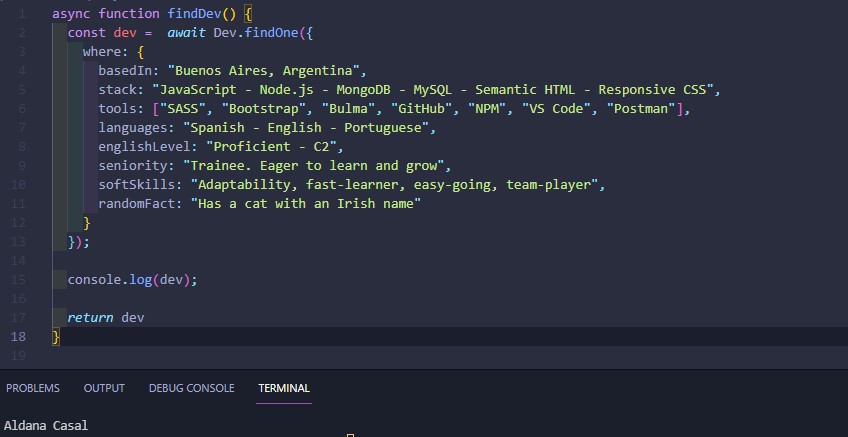 1 async function findDev() {
2 const dev =  await Dev.findOne({
3 where: {
4 basedIn: "Buenos Aires, Argentina",
5 stack: "JavaScript - Node.js - MongoDB - MySQL - Semantic HTML - Responsive CSS",
6 tools: ["SASS", "Bootstrap", "Bulma", "GitHub", "NPM", "VS Code", "Postman"],
7 languages: "Spanish - English - Portuguese",
8 englishLevel: "Proficient - C2",
9 seniority: "Trainee. Eager to learn and grow",
10 softSkills: "Adaptability, fast-learner, easy-going, team-player",
11 randomFact: "Has a cat with an Irish name"
12 }
13 });
14
15 console.log(dev);
16
17 return dev
18 }
19
PROBLEMS OUTPUT DEBUG CONSOLE TERMINAL
Aldana Casal